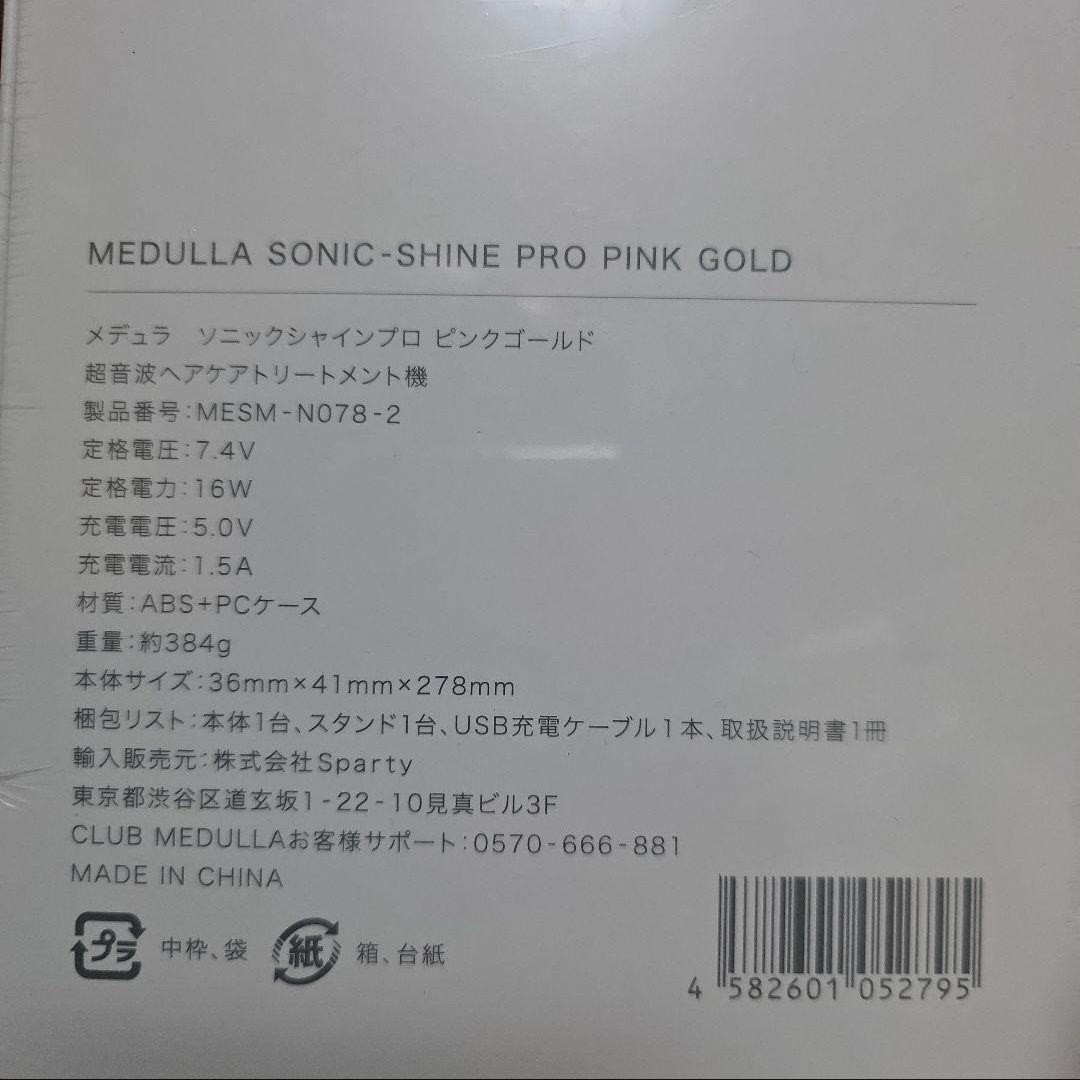 MEDULLA SONIC-SHINE PRO PINK GOLD
メデュラ　ソニックシャインプロ ピンクゴールド
超音波ヘアケアトリートメント機
製品番号:MESM-N078-2
定格電圧:7.4V
定格電力:16W
充電電圧:5.0V
充電電流:1.5A
材質:ABS+PCケース
重量:約384g
本体サイズ:36mm×41mm×278mm
梱包リスト:本体1台、スタンド1台、USB充電ケーブル1本、取扱説明書1冊
輸入販売元:株式会社Sparty
東京都渋谷区道玄坂1-22-10見真ビル3F
CLUB MEDULLAお客様サポート:0570-666-881
MADE IN CHINA
プラ 中枠、袋 紙 箱、台紙
4 582601 052795